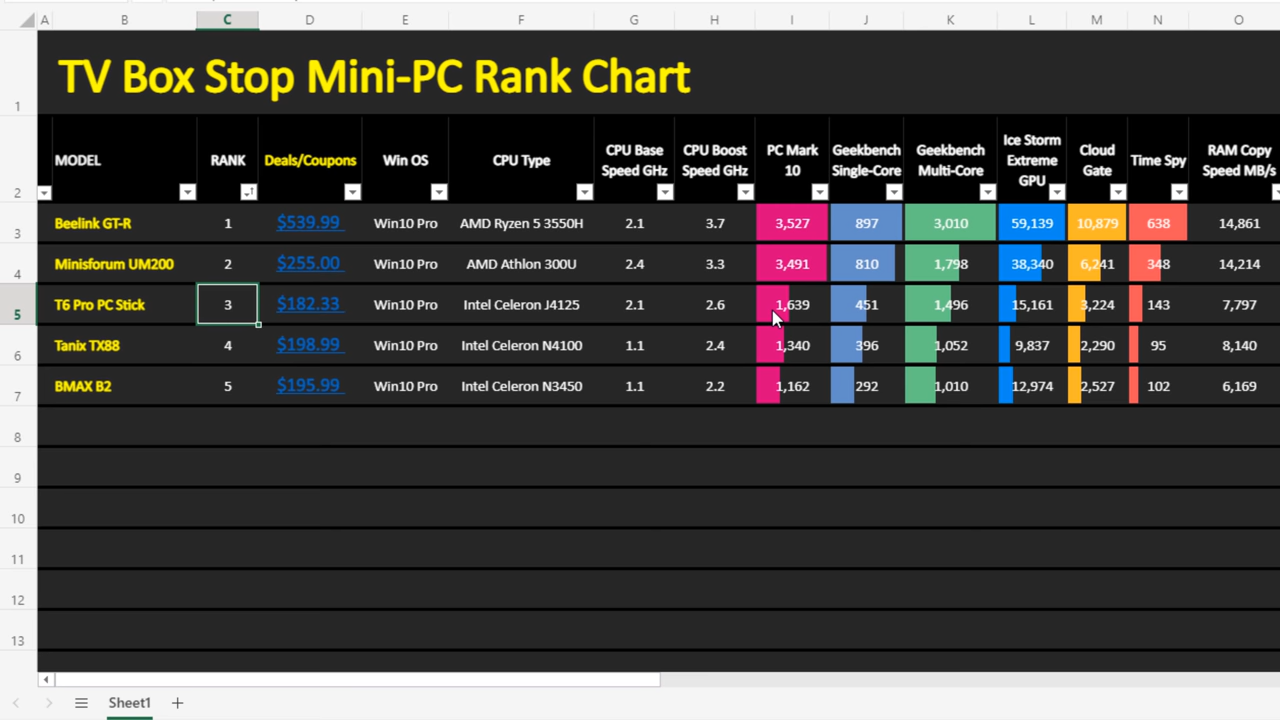 A B C D E F G H I J K L M N O
1 TV Box Stop Mini-PC Rank Chart
2 MODEL RANK Deals/Coupons Win OS CPU Type CPU Base Speed GHz CPU Boost Speed GHz PC Mark 10 Geekbench Single-Core Geekbench Multi-Core Ice Storm Extreme GPU Cloud Gate Time Spy RAM Copy Speed MB/s
3 Beelink GT-R 1 $539.99 Win10 Pro AMD Ryzen 5 3550H 2.1 3.7 3,527 897 3,010 59,139 10,879 638 14,861
4 Minisforum UM200 2 $255.00 Win10 Pro AMD Athlon 300U 2.4 3.3 3,491 810 1,798 38,340 6,241 348 14,214
5 T6 Pro PC Stick 3 $182.33 Win10 Pro Intel Celeron J4125 2.1 2.6 1,639 451 1,496 15,161 3,224 143 7,797
6 Tanix TX88 4 $198.99 Win10 Pro Intel Celeron N4100 1.1 2.4 1,340 396 1,052 9,837 2,290 95 8,140
7 BMAX B2 5 $195.99 Win10 Pro Intel Celeron N3450 1.1 2.2 1,162 292 1,010 12,974 2,527 102 6,169
8
9
10
11
12
13
Sheet1